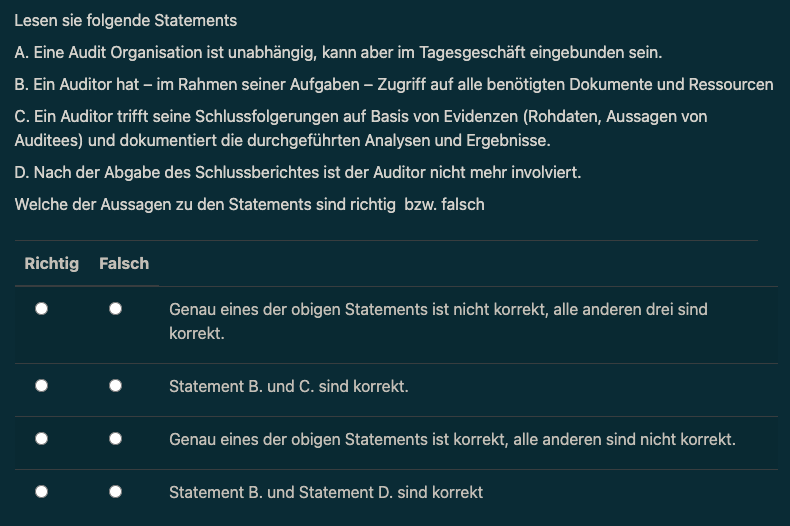 Lesen sie folgende Statements
A. Eine Audit Organisation ist unabhängig, kann aber im Tagesgeschäft eingebunden sein.
B. Ein Auditor hat – im Rahmen seiner Aufgaben – Zugriff auf alle benötigten Dokumente und Ressourcen
C. Ein Auditor trifft seine Schlussfolgerungen auf Basis von Evidenzen (Rohdaten, Aussagen von
Auditees) und dokumentiert die durchgeführten Analysen und Ergebnisse.
D. Nach der Abgabe des Schlussberichtes ist der Auditor nicht mehr involviert.
Welche der Aussagen zu den Statements sind richtig bzw. falsch
Richtig Falsch
Genau eines der obigen Statements ist nicht korrekt, alle anderen drei sind
korrekt.
Statement B. und C. sind korrekt.
Genau eines der obigen Statements ist korrekt, alle anderen sind nicht korrekt.
Statement B. und Statement D. sind korrekt